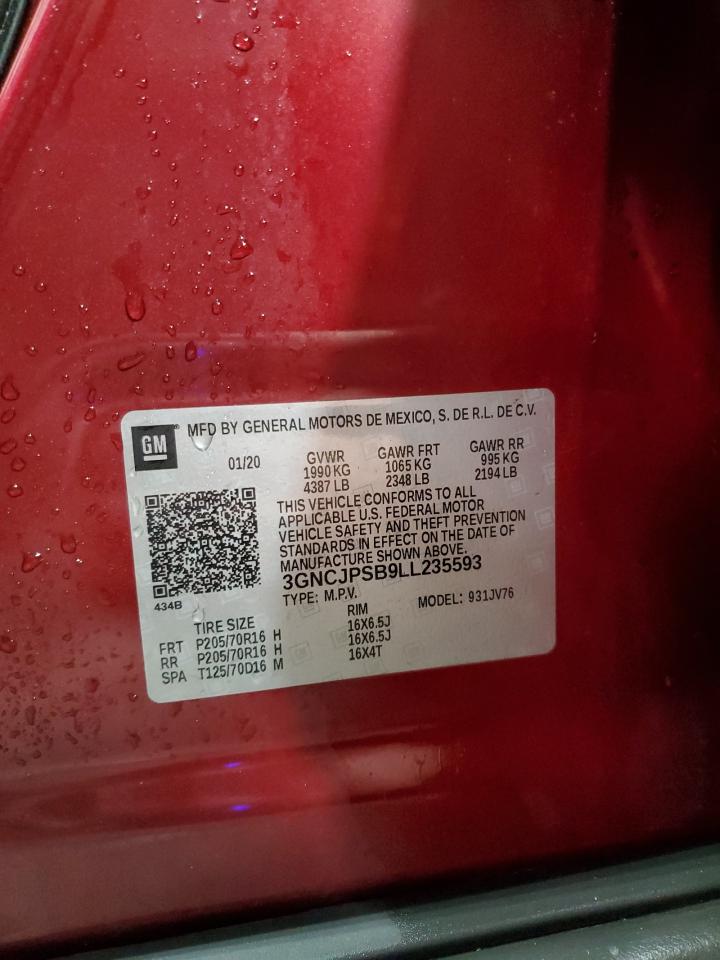 GM
MFD BY GENERAL MOTORS DE MEXICO, S. DE R.L. DE C.V.
01/20 GVWR GAWR FRT GAWR RR
1990 KG 1065 KG 995 KG
4387 LB 2348 LB 2194 LB
THIS VEHICLE CONFORMS TO ALL
APPLICABLE U.S. FEDERAL MOTOR
VEHICLE SAFETY AND THEFT PREVENTION
STANDARDS IN EFFECT ON THE DATE OF
MANUFACTURE SHOWN ABOVE.
3GNCJPSB9LL235593
434B TYPE: M.P.V. MODEL: 931JV76
TIRE SIZE RIM
FRT P205/70R16 H 16X6.5J
RR P205/70R16 H 16X6.5J
SPA T125/70D16 M 16X4T